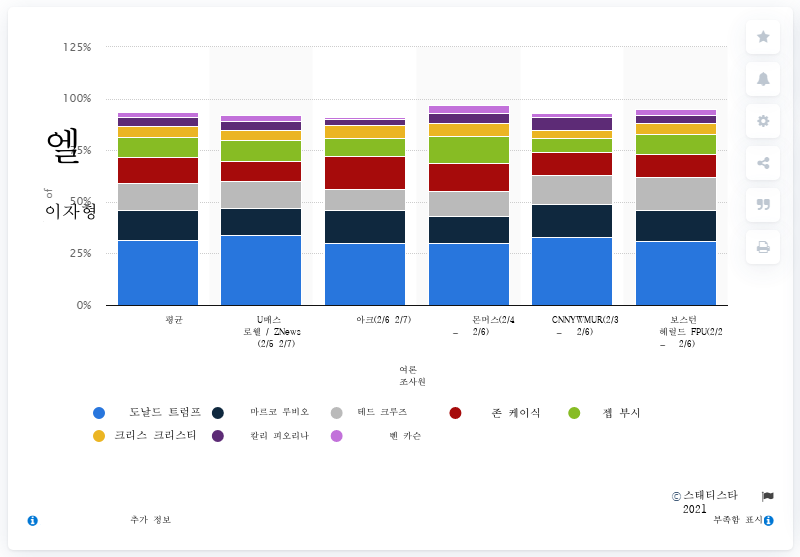 125%
100%
75%
50%
25%
0%
엘
of
이자형
평균
U매스
로웰 / ZNews
(2/5 2/7)
아크(2/6 2/7)
몬머스(2/4
– 2/6)
CNNYWMUR(2/3
– 2/6)
보스턴
헤럴드 FPU(2/2
– 2/6)
여론
조사원
도날드 트럼프
마르코 루비오
테드 크루즈
존 케이식
젭 부시
크리스 크리스티
칼리 피오리나
벤 카슨
© 스태티스타
2021
추가 정보
부족함 표시